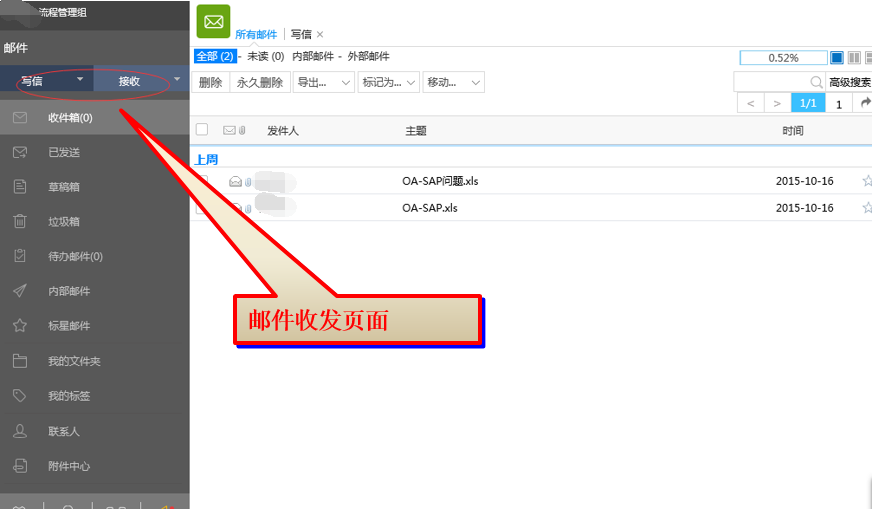 流程管理组
邮件
写信 接收
收件箱(0)
已发送
草稿箱
垃圾箱
待办邮件(0)
内部邮件
标星邮件
我的文件夹
我的标签
联系人
附件中心
所有邮件 写信 ×
全部 (2) - 未读 (0) 内部邮件 - 外部邮件
0.52%
删除 永久删除 导出... 标记为... 移动...
高级搜索
< > 1/1 1
发件人 主题 时间
上周
OA-SAP问题.xls 2015-10-16
OA-SAP.xls 2015-10-16
邮件收发页面